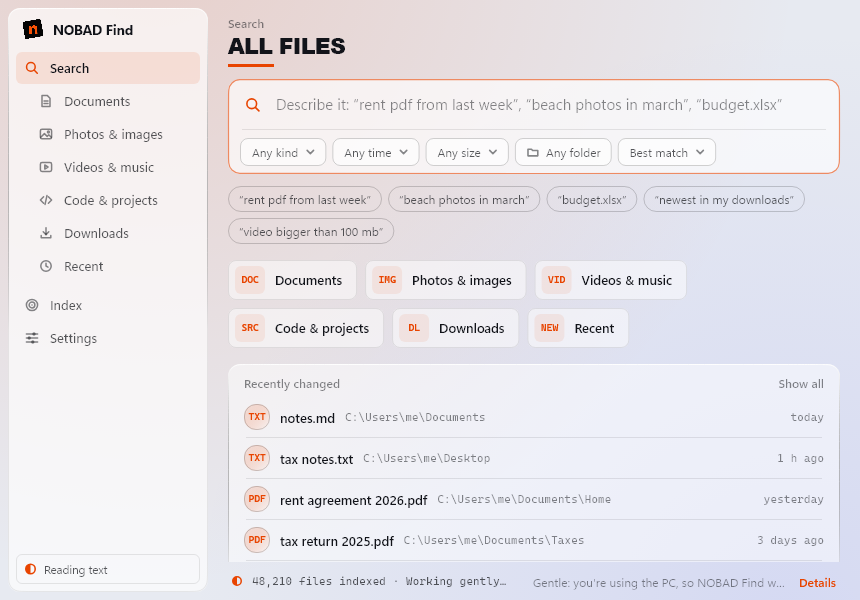 NOBAD Find
Search
Documents
Photos & images
Videos & music
Code & projects
Downloads
Recent
Index
Settings
Reading text
Search
ALL FILES
Describe it: “rent pdf from last week”, “beach photos in march”, “budget.xlsx”
Any kind
Any time
Any size
Any folder
Best match
“rent pdf from last week”
“beach photos in march”
“budget.xlsx”
“newest in my downloads”
“video bigger than 100 mb”
DOC Documents
IMG Photos & images
VID Videos & music
SRC Code & projects
DL Downloads
NEW Recent
Recently changed Show all
TXT notes.md C:\Users\me\Documents today
TXT tax notes.txt C:\Users\me\Desktop 1 h ago
PDF rent agreement 2026.pdf C:\Users\me\Documents\Home yesterday
PDF tax return 2025.pdf C:\Users\me\Documents\Taxes 3 days ago
48,210 files indexed · Working gently… Gentle: you're using the PC, so NOBAD Find w… Details